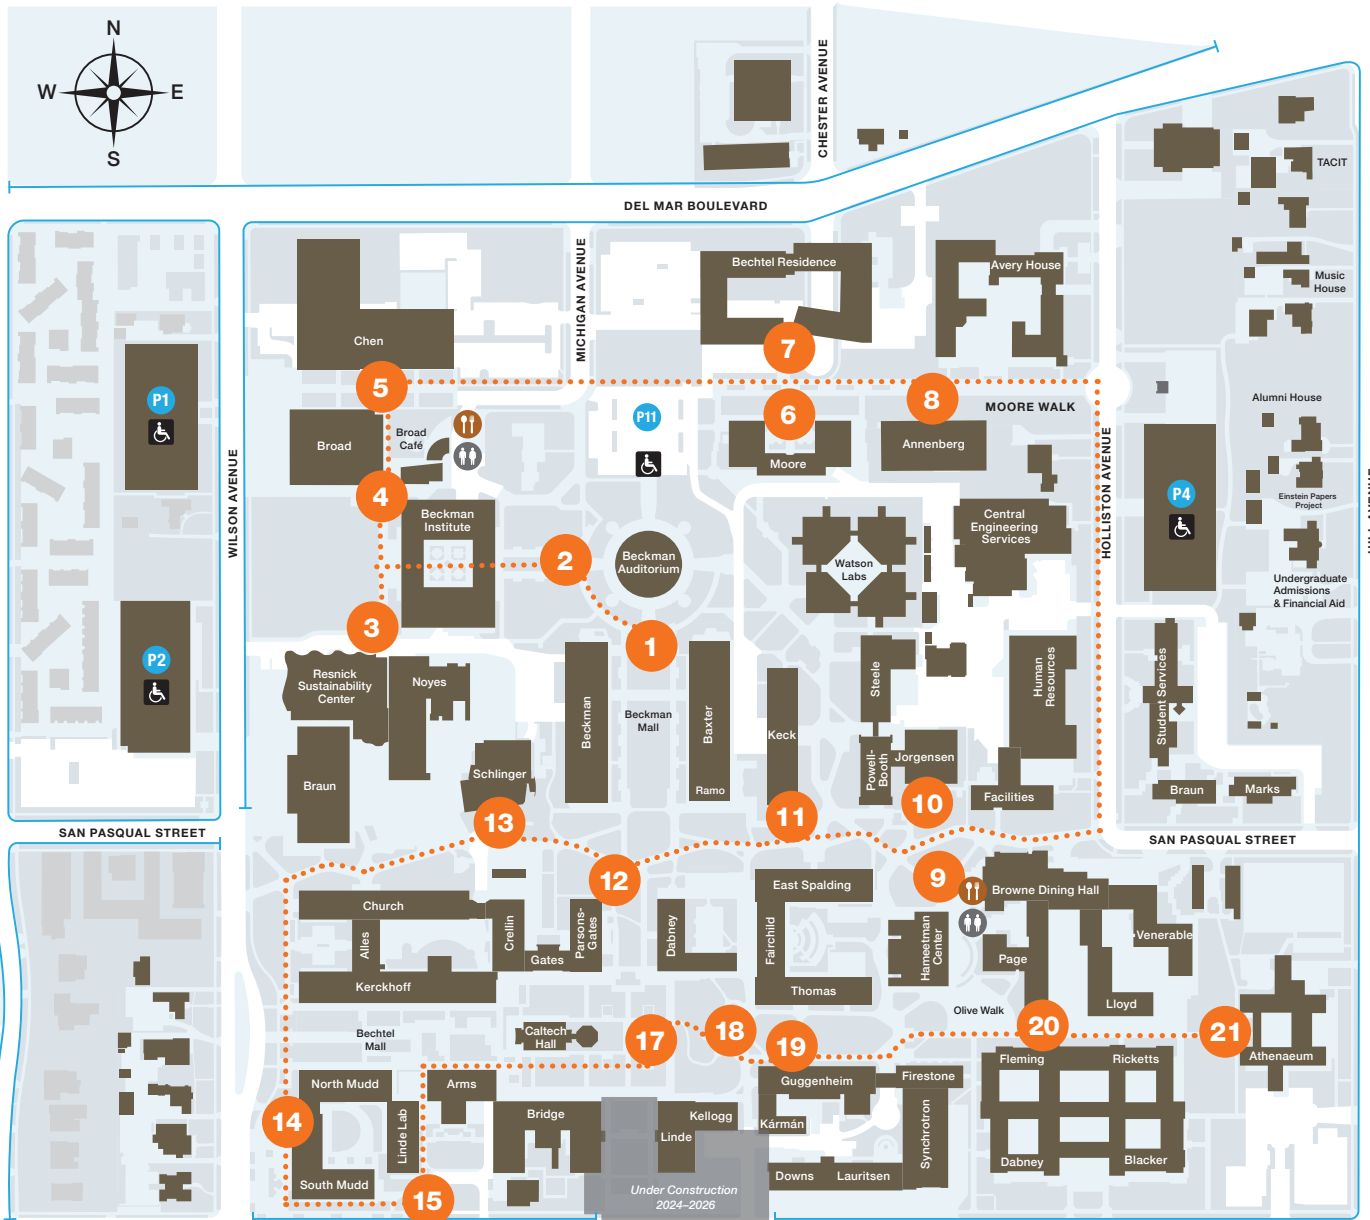 N
W E
S
CHESTER AVENUE
TACIT
DEL MAR BOULEVARD
MICHIGAN AVENUE
Bechtel Residence
Avery House
Music
House
Chen
7
5
P1
8
Alumni House
6
P11
MOORE WALK
Broad
Café
Broad
Annenberg
Moore
WILSON AVENUE
HOLLISTON AVENUE
4
P4
Einstein Papers
Project
Beckman
Institute
Central
Engineering
Services
2
Beckman
Auditorium
Watson
Labs
Undergraduate
Admissions
& Financial Aid
3
1
P2
Resnick
Sustainability
Center
Noyes
Steele
Human
Resources
Student Services
Beckman
Beckman
Mall
Baxter
Keck
Powell-
Booth
Jorgensen
Schlinger
Braun
Ramo
Facilities
Braun
Marks
10
11
13
SAN PASQUAL STREET
SAN PASQUAL STREET
12
9
East Spalding
Browne Dining Hall
Church
Alles
Crellin
Parsons-
Gates
Gates
Dabney
Fairchild
Hameetman
Center
Venerable
Page
Kerckhoff
Thomas
Lloyd
Olive Walk
Bechtel
Mall
Caltech
Hall
17
18
19
20
21
Fleming
Ricketts
Athenaeum
North Mudd
Arms
Guggenheim
Firestone
14
Linde Lab
Bridge
Kellogg
Linde
Kármán
Synchrotron
Dabney
Blacker
South Mudd
Downs
Lauritsen
15
Under Construction
2024–2026